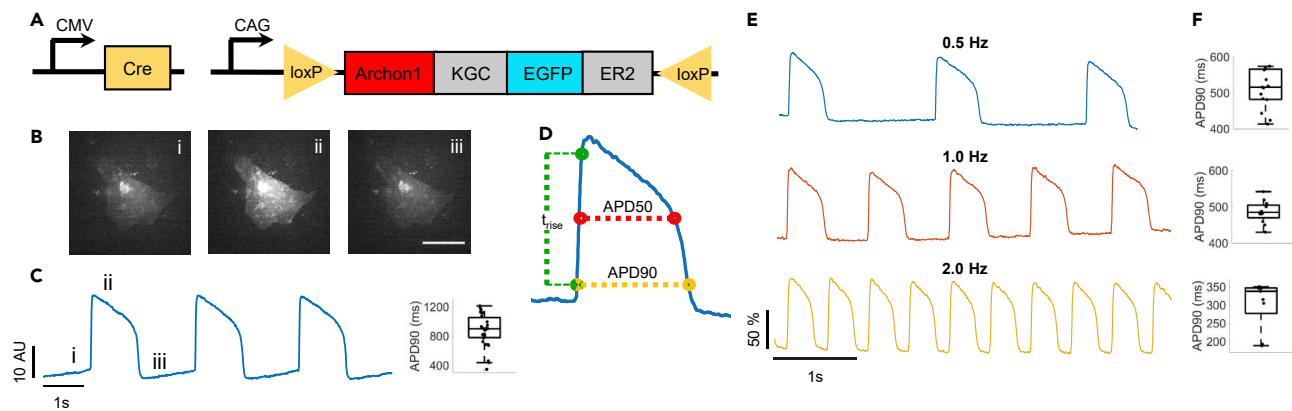 A
CMV
Cre
CAG
loxP
Archon1
KGC
EGFP
ER2
loxP
B
i
ii
iii
C
ii
i
iii
10 AU
1s
APD90 (ms)
1200
800
400
D
t rise
APD50
APD90
E
0.5 Hz
1.0 Hz
2.0 Hz
50 %
1s
F
APD90 (ms)
600
500
400
APD90 (ms)
600
500
400
APD90 (ms)
350
300
250
200